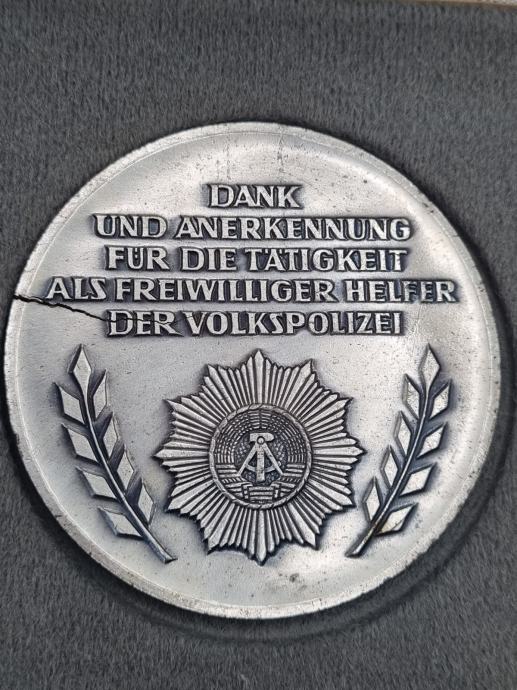 DANK
UND ANERKENNUNG
FÜR DIE TÄTIGKEIT
ALS FREIWILLIGER HELFER
DER VOLKSPOLIZEI